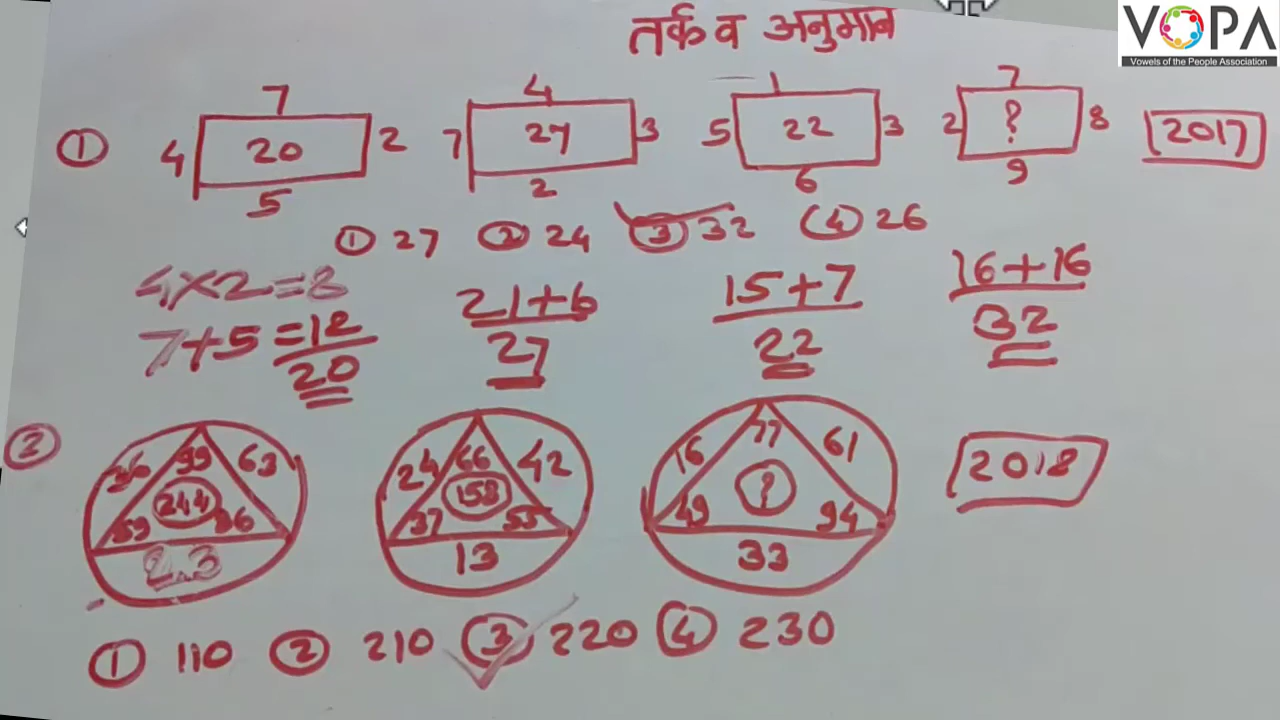 तर्क व अनुमान
VOPA
Vowels of the People Association
① 7 4 20 2 5
4 7 27 3 2
1 5 22 3 6
7 2 ? 8 9
2017
① 27 ② 24 ③ 32 ④ 26
4×2=8
7+5=12
20
21+6
27
15+7
22
16+16
32
② 36 99 63 244 59 86 23
24 66 42 158 37 55 13
16 77 61 ? 49 94 33
2018
① 110 ② 210 ③ 220 ④ 230